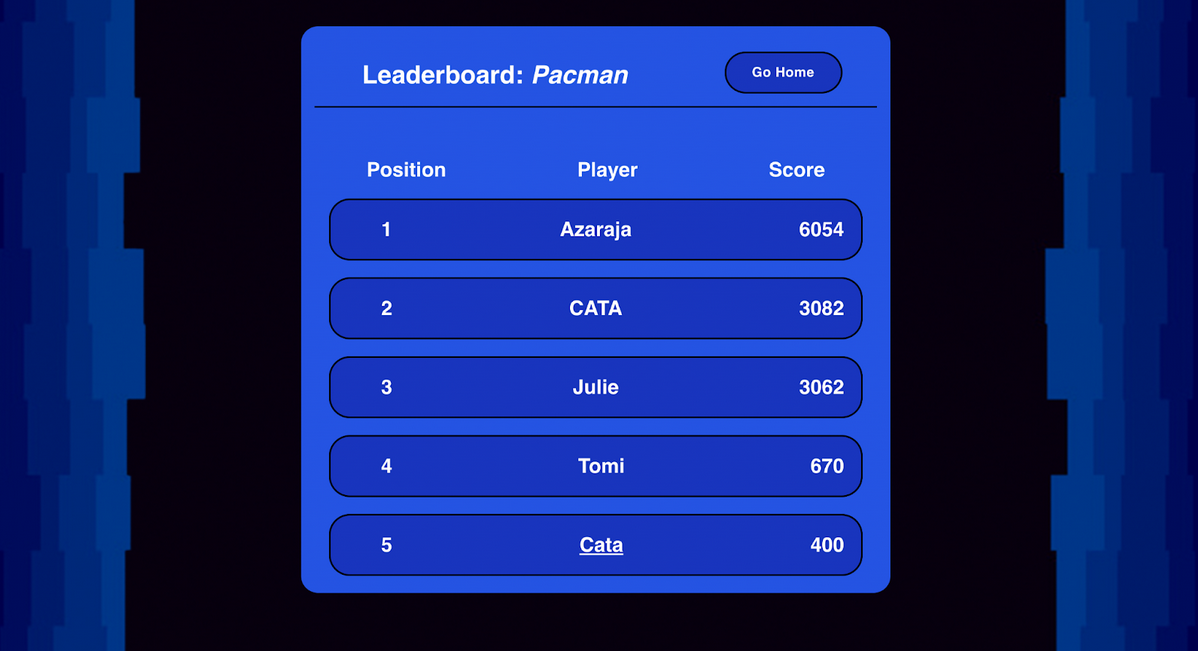 Leaderboard: Pacman
Go Home
Position Player Score
1 Azaraja 6054
2 CATA 3082
3 Julie 3062
4 Tomi 670
5 Cata 400